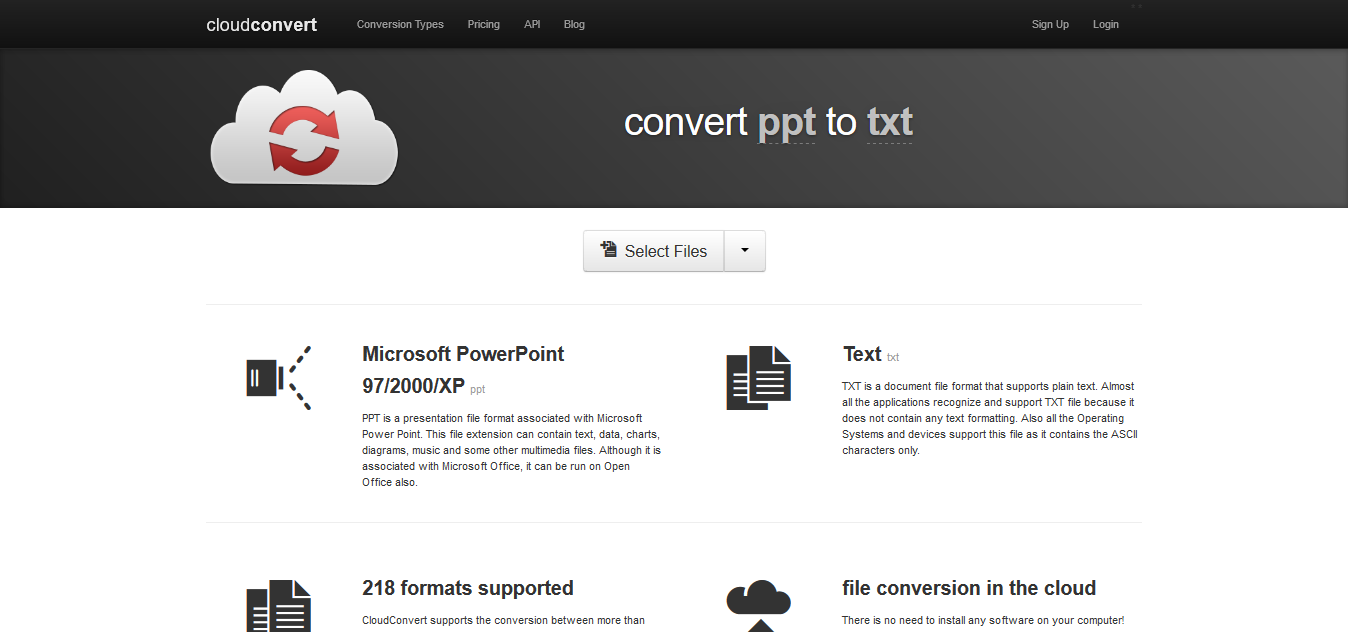 cloudconvert Conversion Types Pricing API Blog Sign Up Login
convert ppt to txt
Select Files
Microsoft PowerPoint
97/2000/XP ppt
PPT is a presentation file format associated with Microsoft
Power Point. This file extension can contain text, data, charts,
diagrams, music and some other multimedia files. Although it is
associated with Microsoft Office, it can be run on Open
Office also.
Text txt
TXT is a document file format that supports plain text. Almost
all the applications recognize and support TXT file because it
does not contain any text formatting. Also all the Operating
Systems and devices support this file as it contains the ASCII
characters only.
218 formats supported
CloudConvert supports the conversion between more than
file conversion in the cloud
There is no need to install any software on your computer!